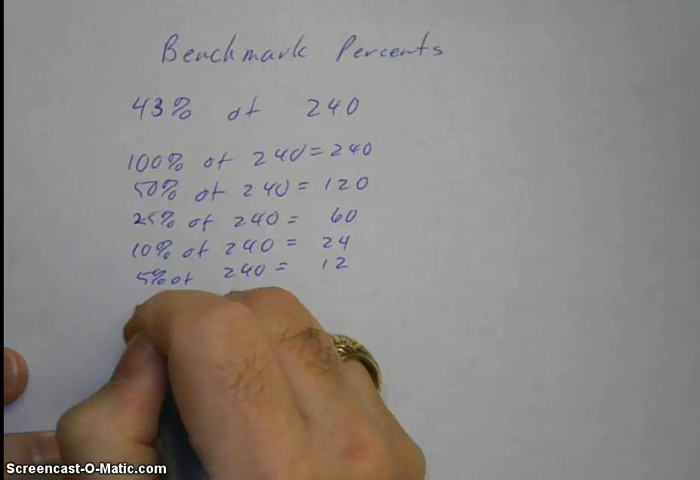 Benchmark Percents
43% of 240
100% of 240 = 240
50% of 240 = 120
25% of 240 = 60
10% of 240 = 24
5% of 240 = 12
Screencast-O-Matic.com